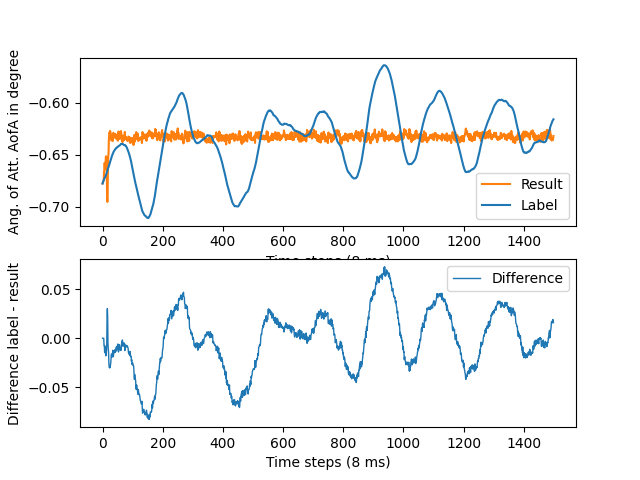 Ang. of Att. AofA in degree
−0.60
−0.65
−0.70
Result
Label
0 200 400 600 800 1000 1200 1400
Time steps (8 ms)
Difference label - result
0.05
0.00
−0.05
Difference
0 200 400 600 800 1000 1200 1400
Time steps (8 ms)